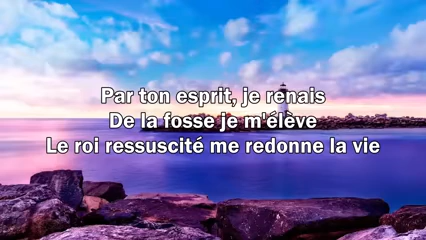 Par ton esprit, je renais
De la fosse je m'élève
Le roi ressuscité me redonne la vie